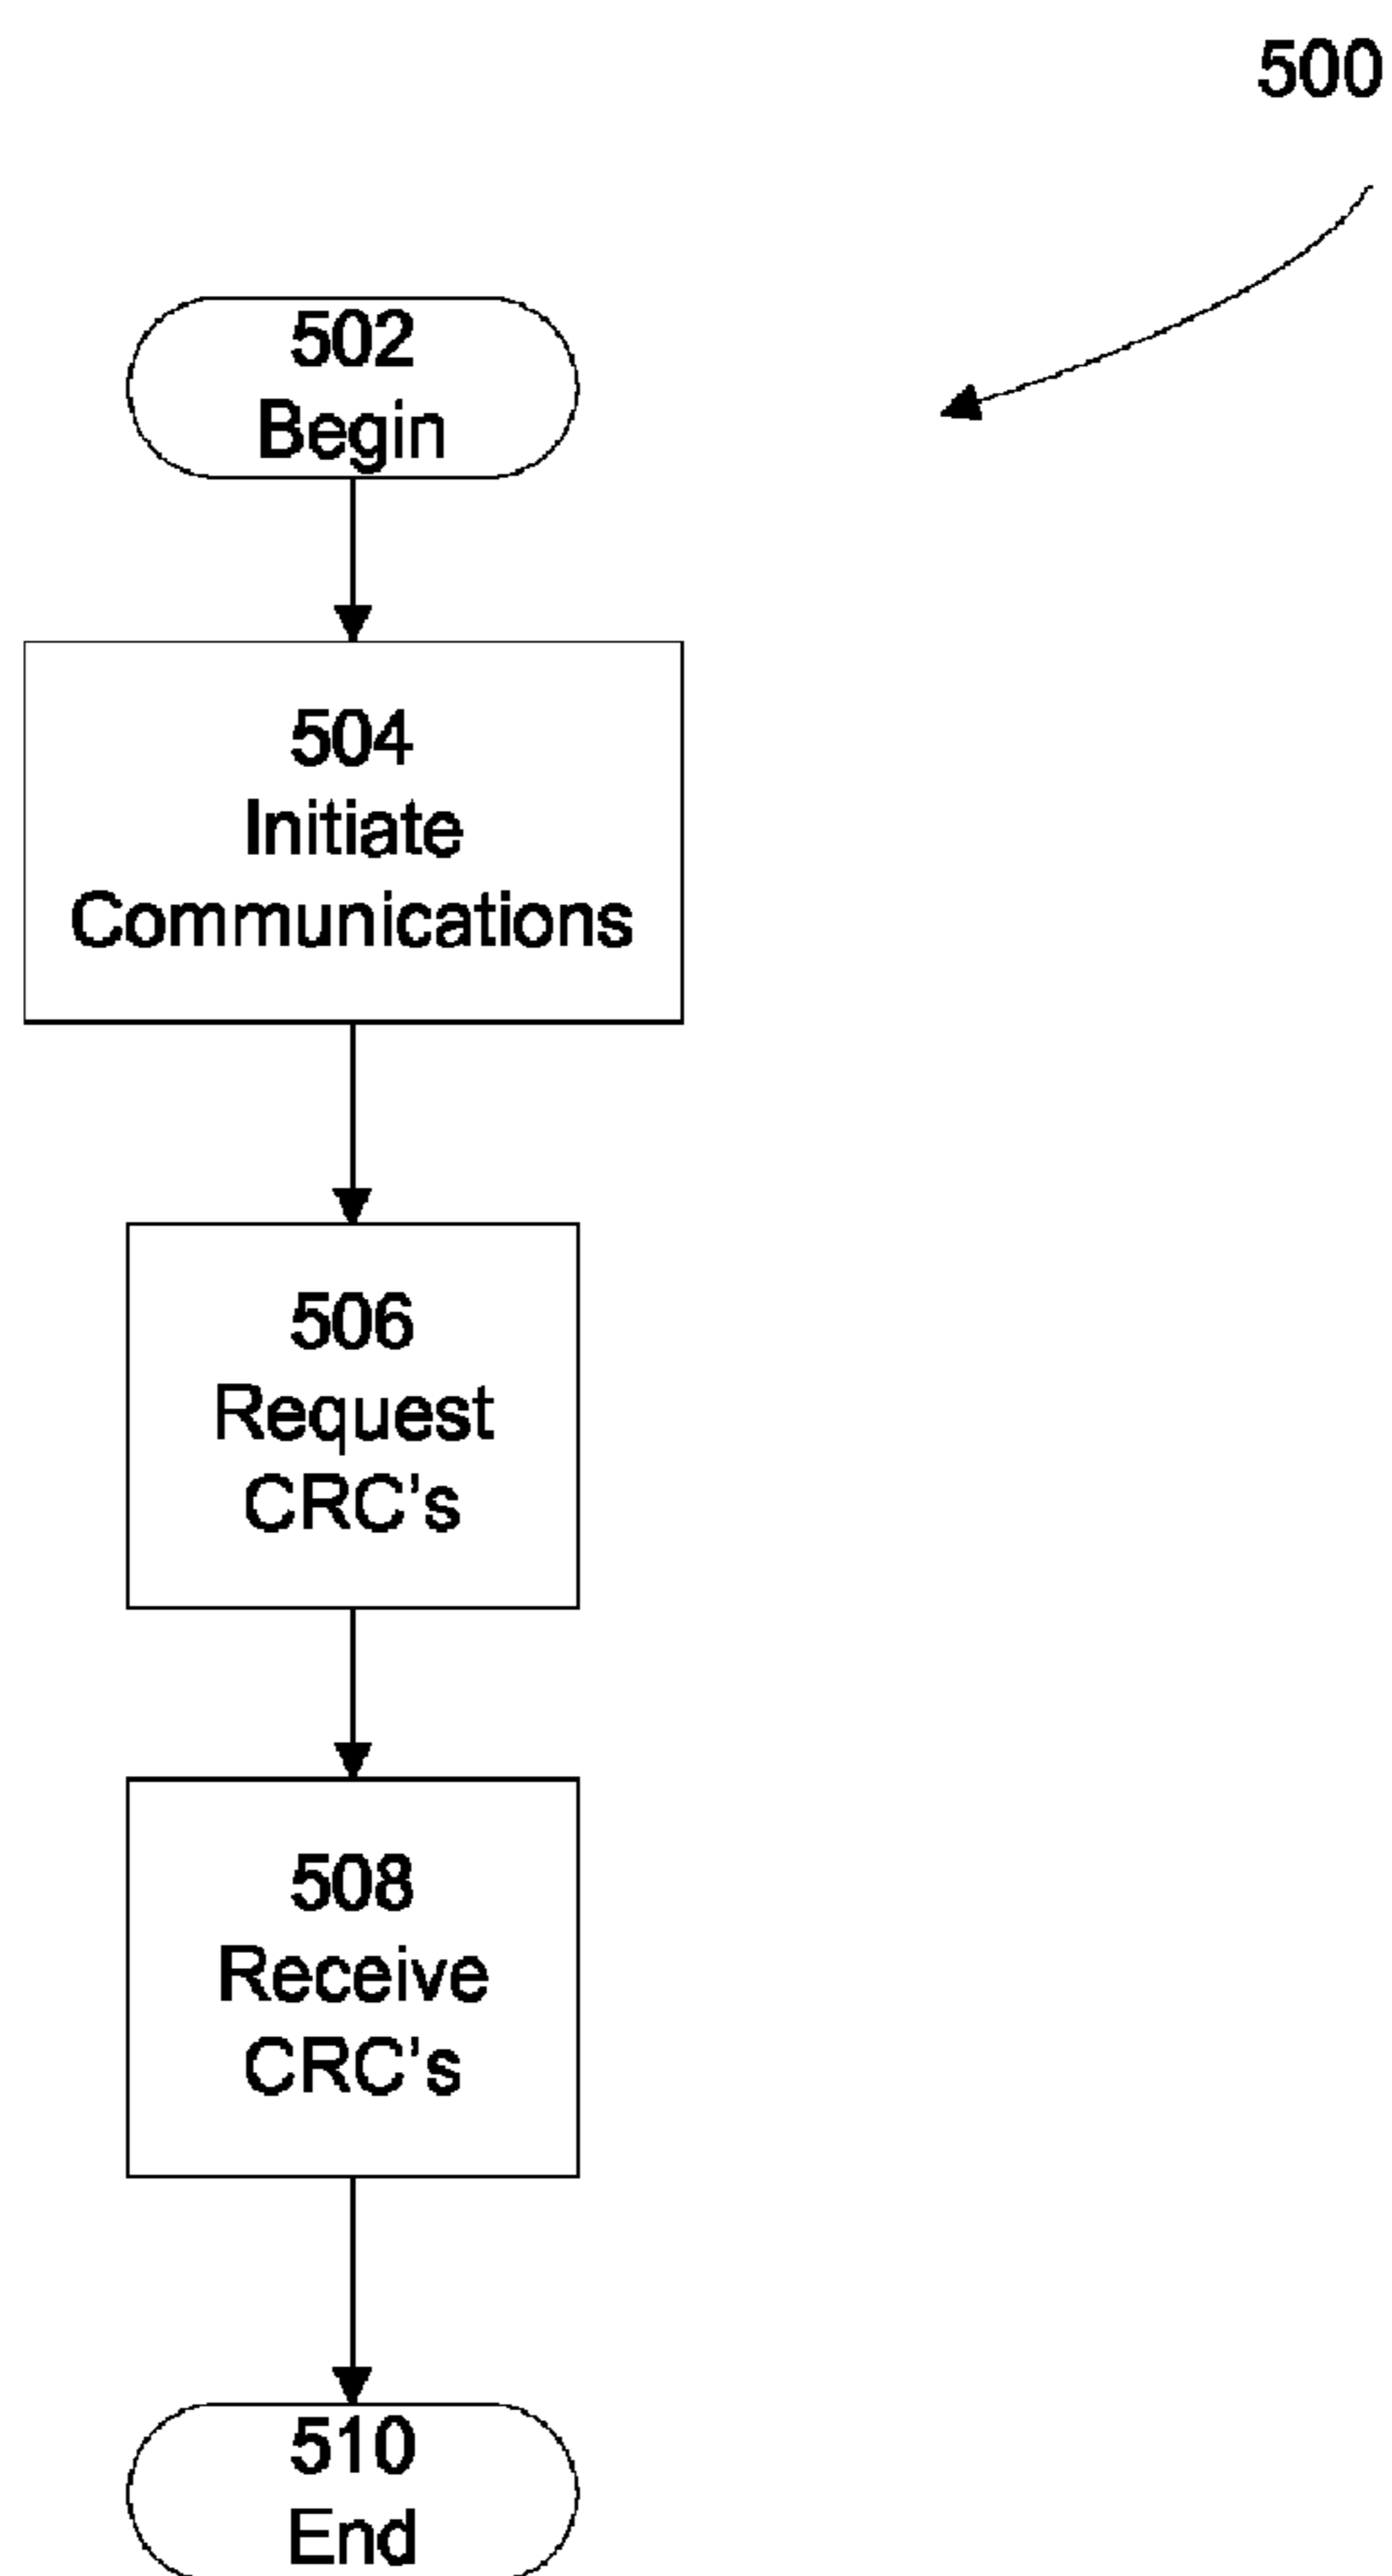 500
502
Begin
504
Initiate
Communications
506
Request
CRC’s
508
Receive
CRC’s
510
End